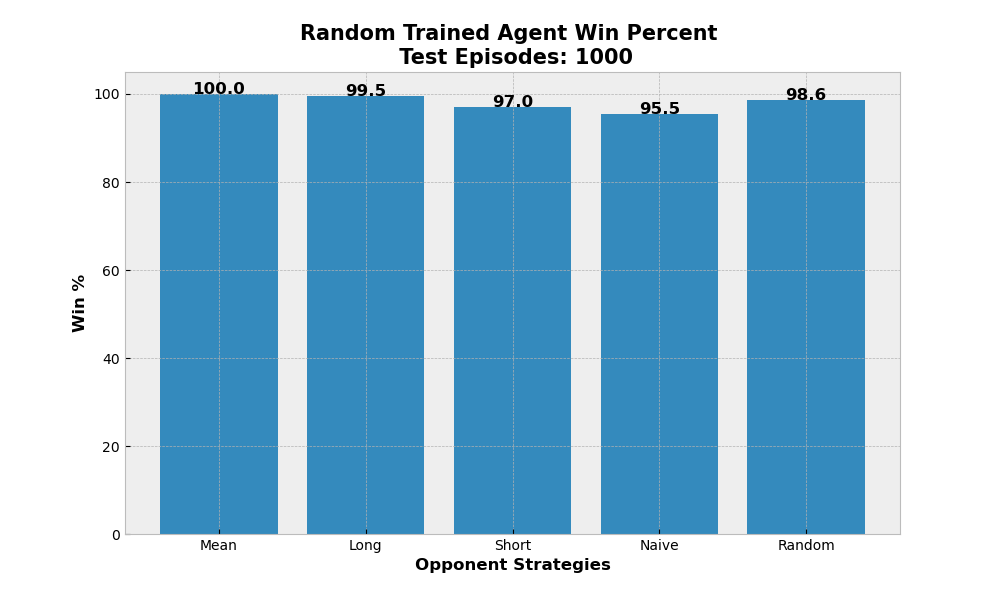 Random Trained Agent Win Percent
Test Episodes: 1000
100.0
99.5
97.0
95.5
98.6
100
80
60
40
20
0
Win %
Mean
Long
Short
Naive
Random
Opponent Strategies